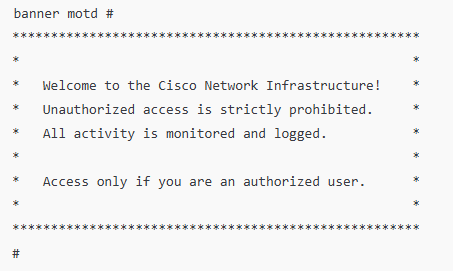 banner motd #
*****************************************************
*                                                   *
*   Welcome to the Cisco Network Infrastructure!    *
*   Unauthorized access is strictly prohibited.     *
*   All activity is monitored and logged.           *
*                                                   *
*   Access only if you are an authorized user.      *
*                                                   *
*****************************************************
#